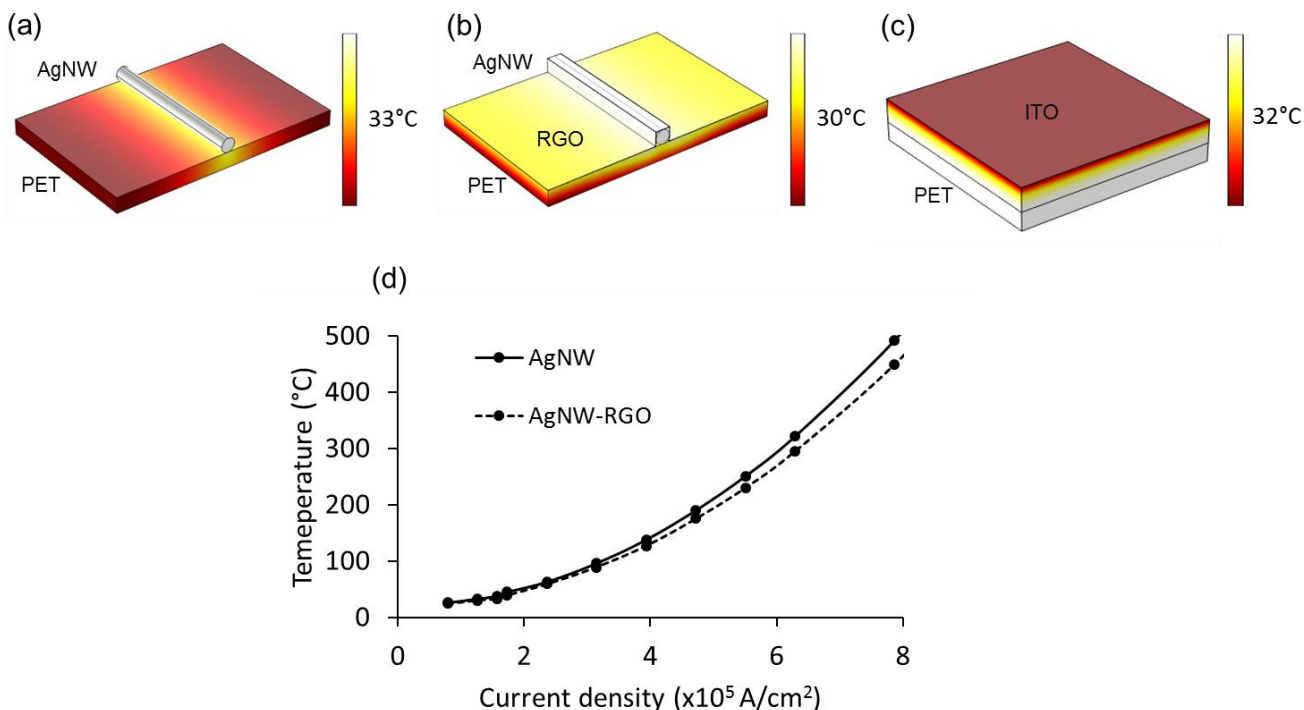 (a)
AgNW
PET
33°C
(b)
AgNW
RGO
PET
30°C
(c)
ITO
PET
32°C
(d)
Temeperature (°C)
500
400
300
200
100
0
AgNW
AgNW-RGO
0 2 4 6 8
Current density (x10⁵ A/cm²)